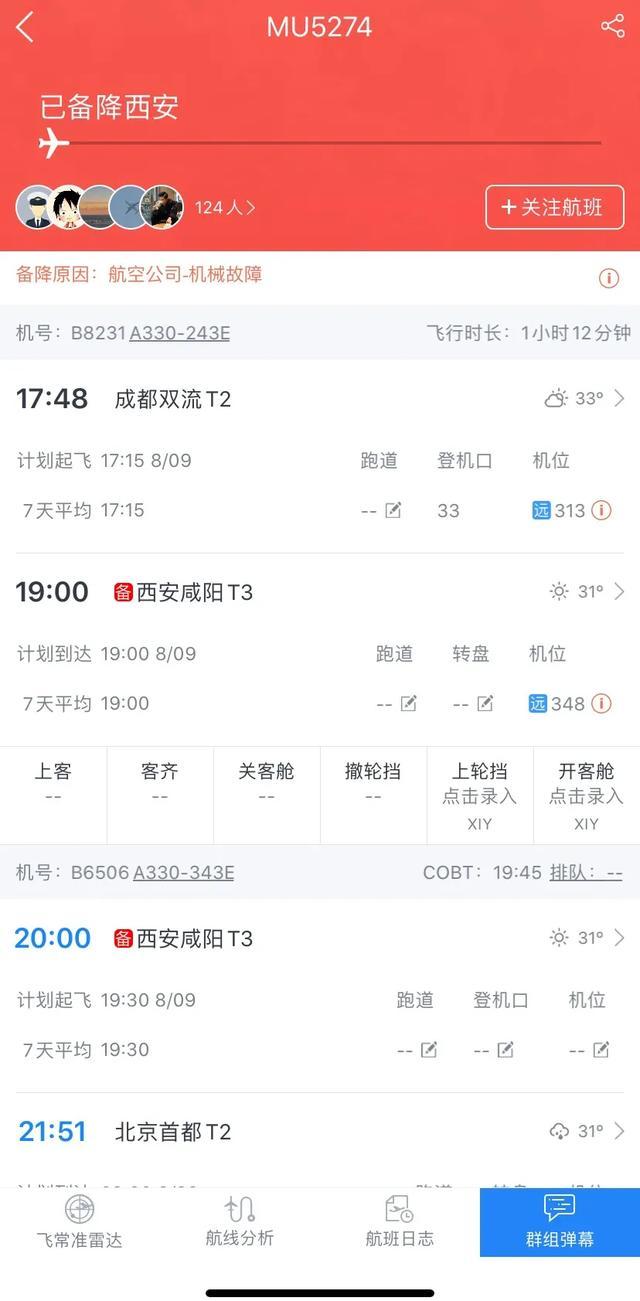 MU5274
已备降西安
124人
+关注航班
备降原因：航空公司-机械故障
机号：B8231 A330-243E 飞行时长：1小时12分钟
17:48 成都双流T2 33°
计划起飞 17:15 8/09 跑道 登机口 机位
7天平均 17:15 -- 33 远 313
19:00 备 西安咸阳T3 31°
计划到达 19:00 8/09 跑道 转盘 机位
7天平均 19:00 -- -- 远 348
上客 客齐 关客舱 撤轮挡 上轮挡 开客舱
-- -- -- -- 点击录入 点击录入
XIY XIY
机号：B6506 A330-343E COBT：19:45 排队：--
20:00 备 西安咸阳T3 31°
计划起飞 19:30 8/09 跑道 登机口 机位
7天平均 19:30 -- -- --
21:51 北京首都T2 31°
飞常准雷达 航线分析 航班日志 群组弹幕